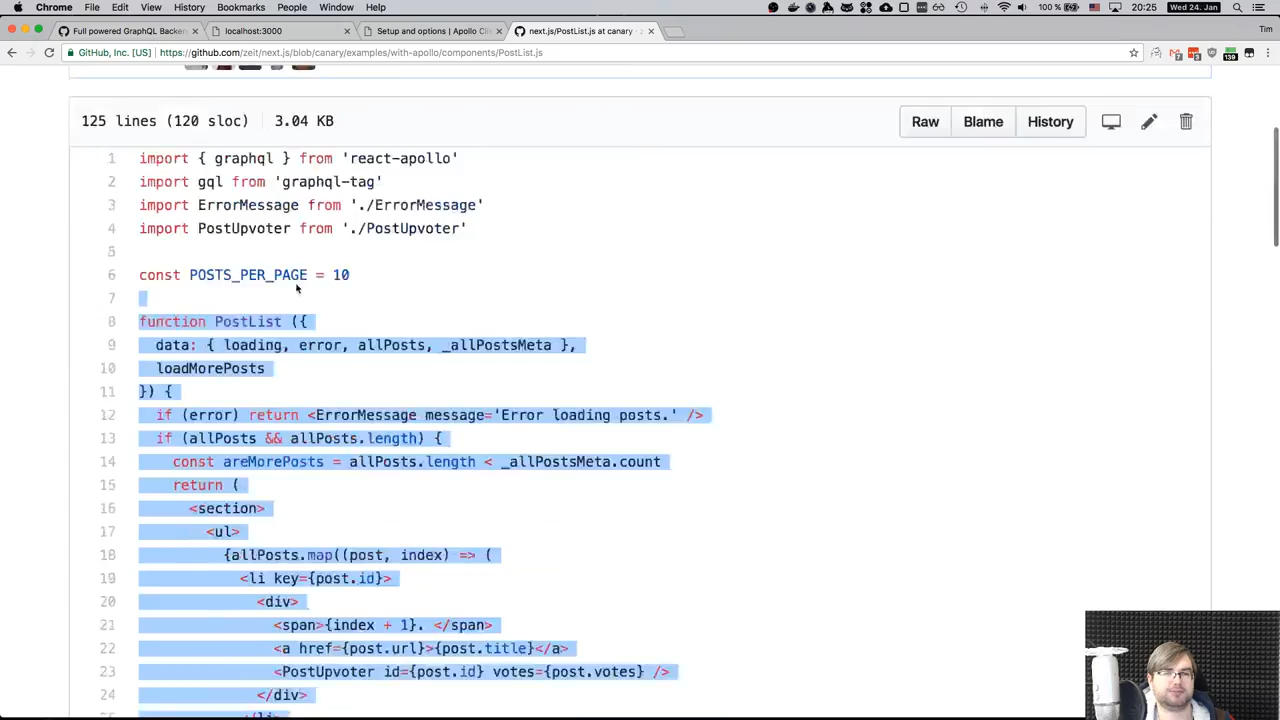 Chrome File Edit View History Bookmarks People Window Help
100 % Wed 24. Jan 20:25
Full powered GraphQL Backen
localhost:3000
Setup and options | Apollo Clie
next.js/PostList.js at canary · z
Tim
GitHub, Inc. [US] https://github.com/zeit/next.js/blob/canary/examples/with-apollo/components/PostList.js
125 lines (120 sloc) 3.04 KB
Raw Blame History
1 import { graphql } from 'react-apollo'
2 import gql from 'graphql-tag'
3 import ErrorMessage from './ErrorMessage'
4 import PostUpvoter from './PostUpvoter'
5
6 const POSTS_PER_PAGE = 10
7
8 function PostList ({
9 data: { loading, error, allPosts, _allPostsMeta },
10 loadMorePosts
11 }) {
12 if (error) return <ErrorMessage message='Error loading posts.' />
13 if (allPosts && allPosts.length) {
14 const areMorePosts = allPosts.length < _allPostsMeta.count
15 return (
16 <section>
17 <ul>
18 {allPosts.map((post, index) => (
19 <li key={post.id}>
20 <div>
21 <span>{index + 1}. </span>
22 <a href={post.url}>{post.title}</a>
23 <PostUpvoter id={post.id} votes={post.votes} />
24 </div>